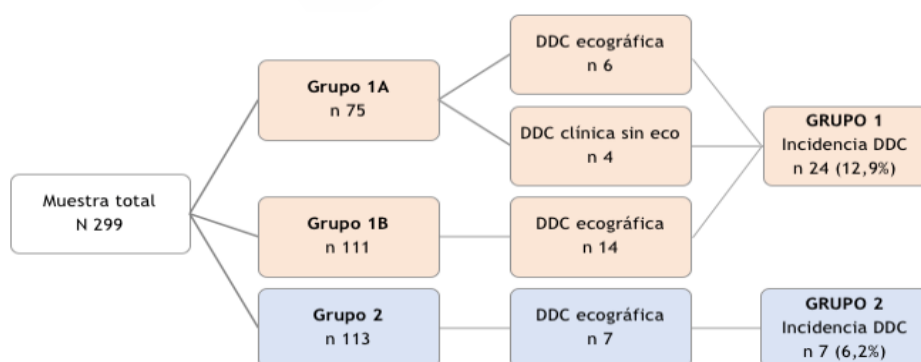 Muestra total
N 299
Grupo 1A
n 75
Grupo 1B
n 111
Grupo 2
n 113
DDC ecográfica
n 6
DDC clínica sin eco
n 4
DDC ecográfica
n 14
DDC ecográfica
n 7
GRUPO 1
Incidencia DDC
n 24 (12,9%)
GRUPO 2
Incidencia DDC
n 7 (6,2%)